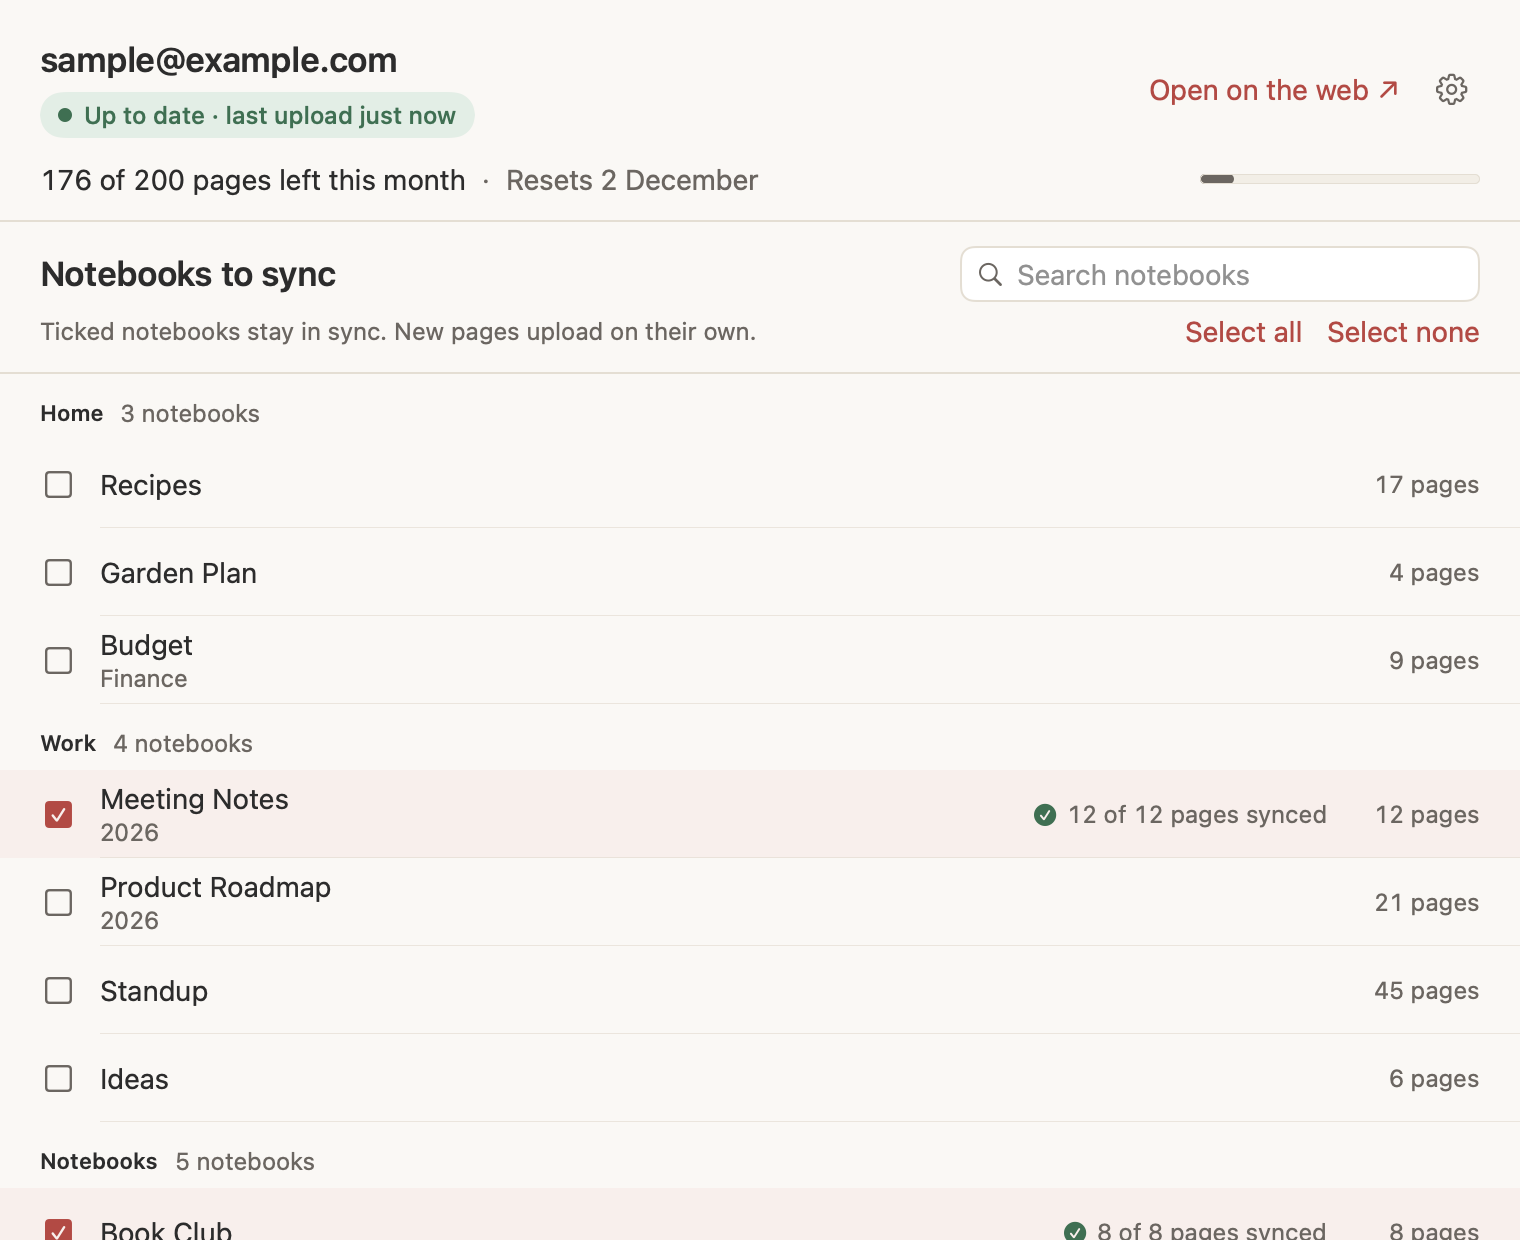 sample@example.com
Open on the web ↗
Up to date · last upload just now
176 of 200 pages left this month · Resets 2 December
Notebooks to sync
Search notebooks
Ticked notebooks stay in sync. New pages upload on their own.
Select all Select none
Home 3 notebooks
Recipes 17 pages
Garden Plan 4 pages
Budget
Finance
9 pages
Work 4 notebooks
Meeting Notes
2026
12 of 12 pages synced 12 pages
Product Roadmap
2026
21 pages
Standup 45 pages
Ideas 6 pages
Notebooks 5 notebooks
Book Club 8 of 8 pages synced 8 pages